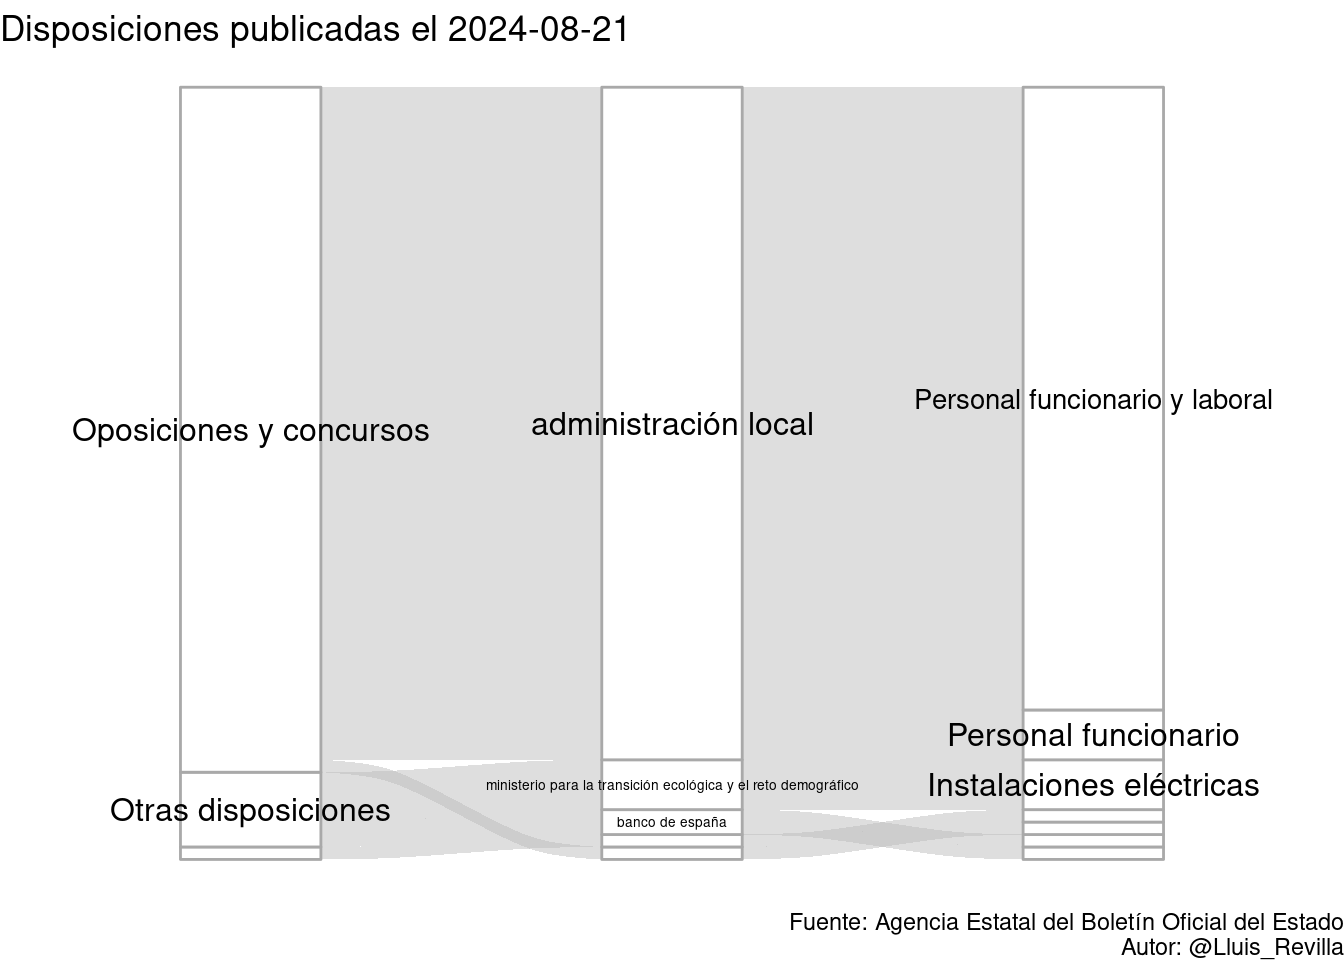 Disposiciones publicadas el 2024-08-21
Oposiciones y concursos
Otras disposiciones
administración local
ministerio para la transición ecológica y el reto demográfico
banco de españa
Personal funcionario y laboral
Personal funcionario
Instalaciones eléctricas
Fuente: Agencia Estatal del Boletín Oficial del Estado
Autor: @Lluis_Revilla